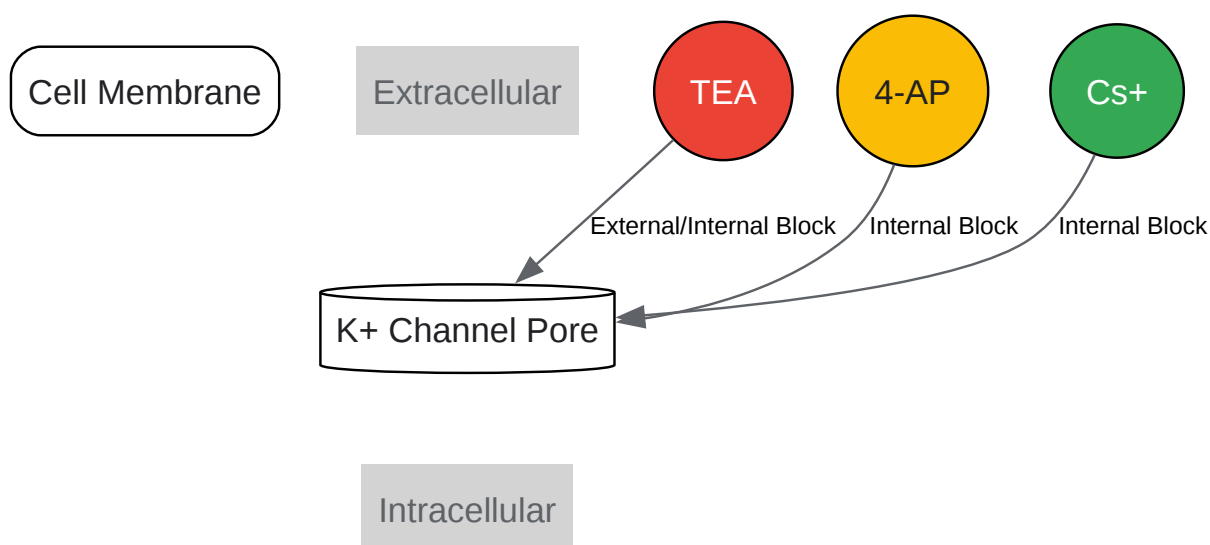 Cell Membrane
Extracellular
TEA
4-AP
Cs+
External/Internal Block
Internal Block
Internal Block
K+ Channel Pore
Intracellular